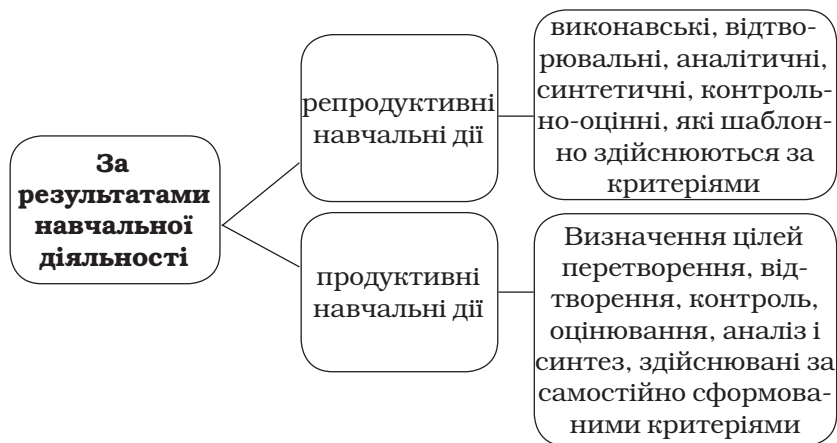 За
результатами
навчальної
діяльності
репродуктивні
навчальні дії
виконавські, відтво-
рювальні, аналітичні,
синтетичні, контроль-
но-оцінні, які шаблон-
но здійснюються за
критеріями
продуктивні
навчальні дії
Визначення цілей
перетворення, від-
творення, контроль,
оцінювання, аналіз і
синтез, здійснювані за
самостійно сформова-
ними критеріями